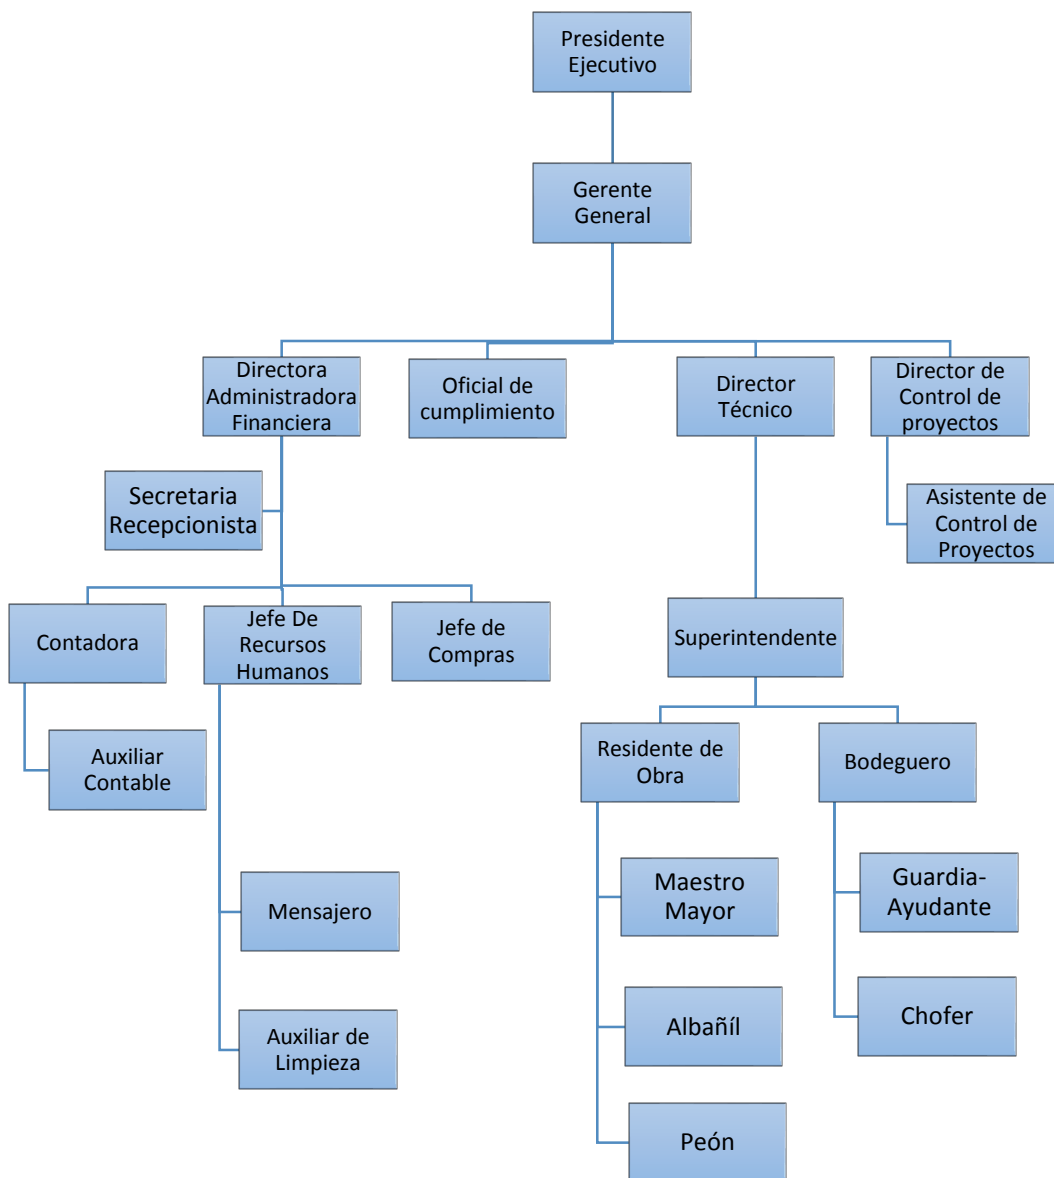 Presidente
Ejecutivo
Gerente
General
Directora
Administradora
Financiera
Oficial de
cumplimiento
Director
Técnico
Director de
Control de
proyectos
Secretaria
Recepcionista
Asistente de
Control de
Proyectos
Contadora
Jefe De
Recursos
Humanos
Jefe de
Compras
Superintendente
Auxiliar
Contable
Residente de
Obra
Bodeguero
Mensajero
Maestro
Mayor
Guardia-
Ayudante
Auxiliar de
Limpieza
Albañíl
Chofer
Peón